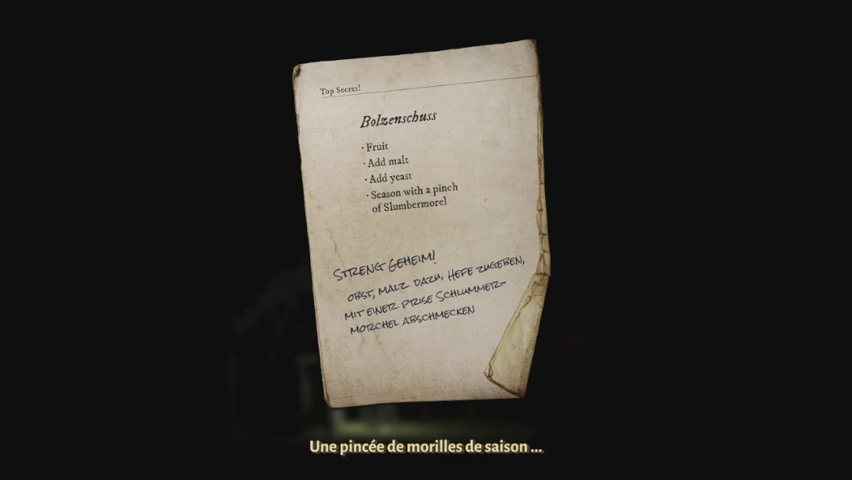 Top Secret!
Bolzenschuss
· Fruit
· Add malt
· Add yeast
· Season with a pinch
of Slumbermorel
STRENG GEHEIM!
OBST, MALZ DAZU, HEFE ZUGEBEN,
MIT EINER PRISE SCHLUMMER-
MORCHEL ABSCHMECKEN
Une pincée de morilles de saison ...